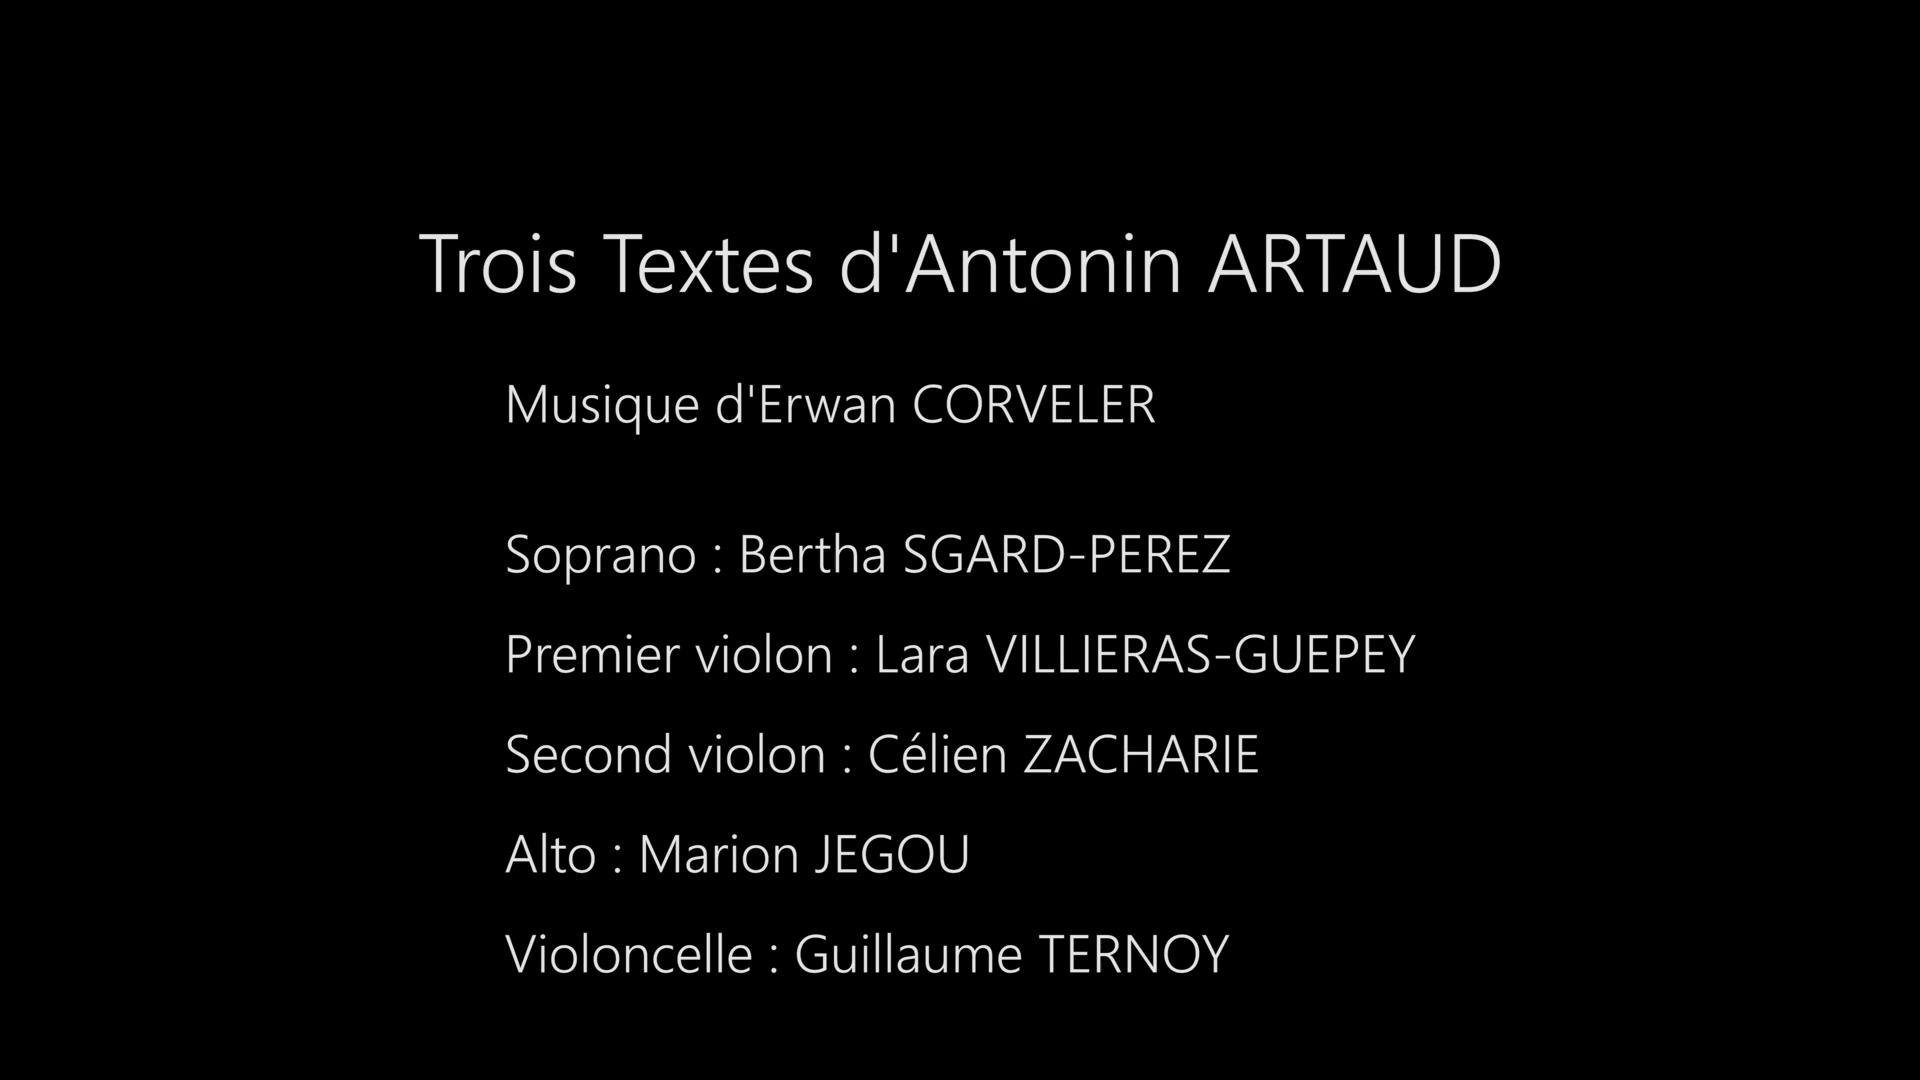 Trois Textes d'Antonin ARTAUD
Musique d'Erwan CORVELER
Soprano : Bertha SGARD-PEREZ
Premier violon : Lara VILLIERAS-GUEPEY
Second violon : Célien ZACHARIE
Alto : Marion JEGOU
Violoncelle : Guillaume TERNOY